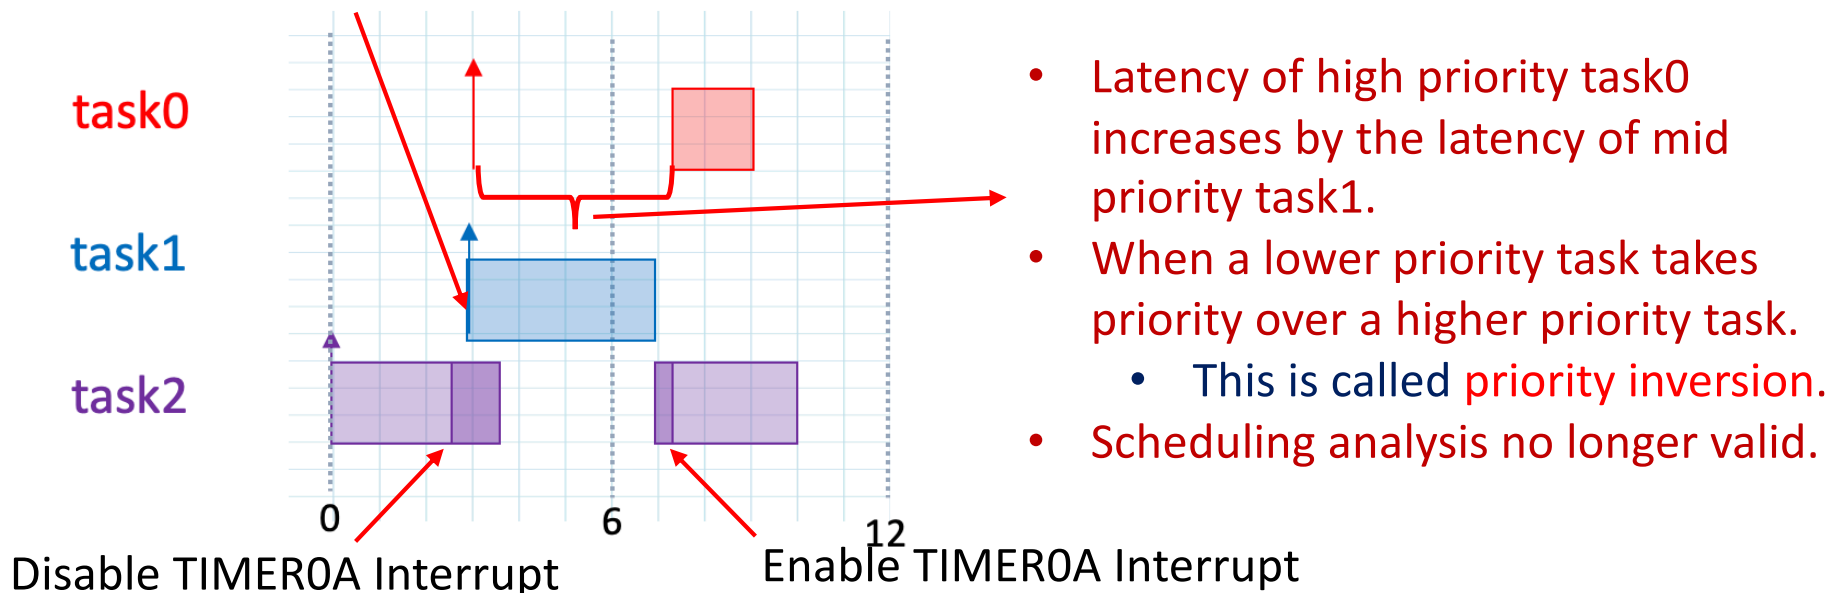 task0
task1
task2
0
6
12
Disable TIMER0A Interrupt
Enable TIMER0A Interrupt
• Latency of high priority task0
increases by the latency of mid
priority task1.
• When a lower priority task takes
priority over a higher priority task.
• This is called priority inversion.
• Scheduling analysis no longer valid.